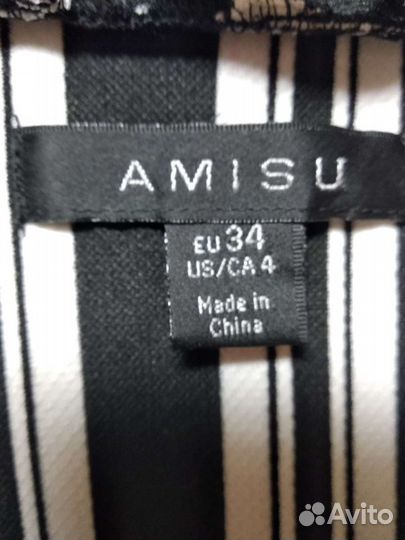 AMISU
EU 34
US/CA 4
Made in
China
Avito